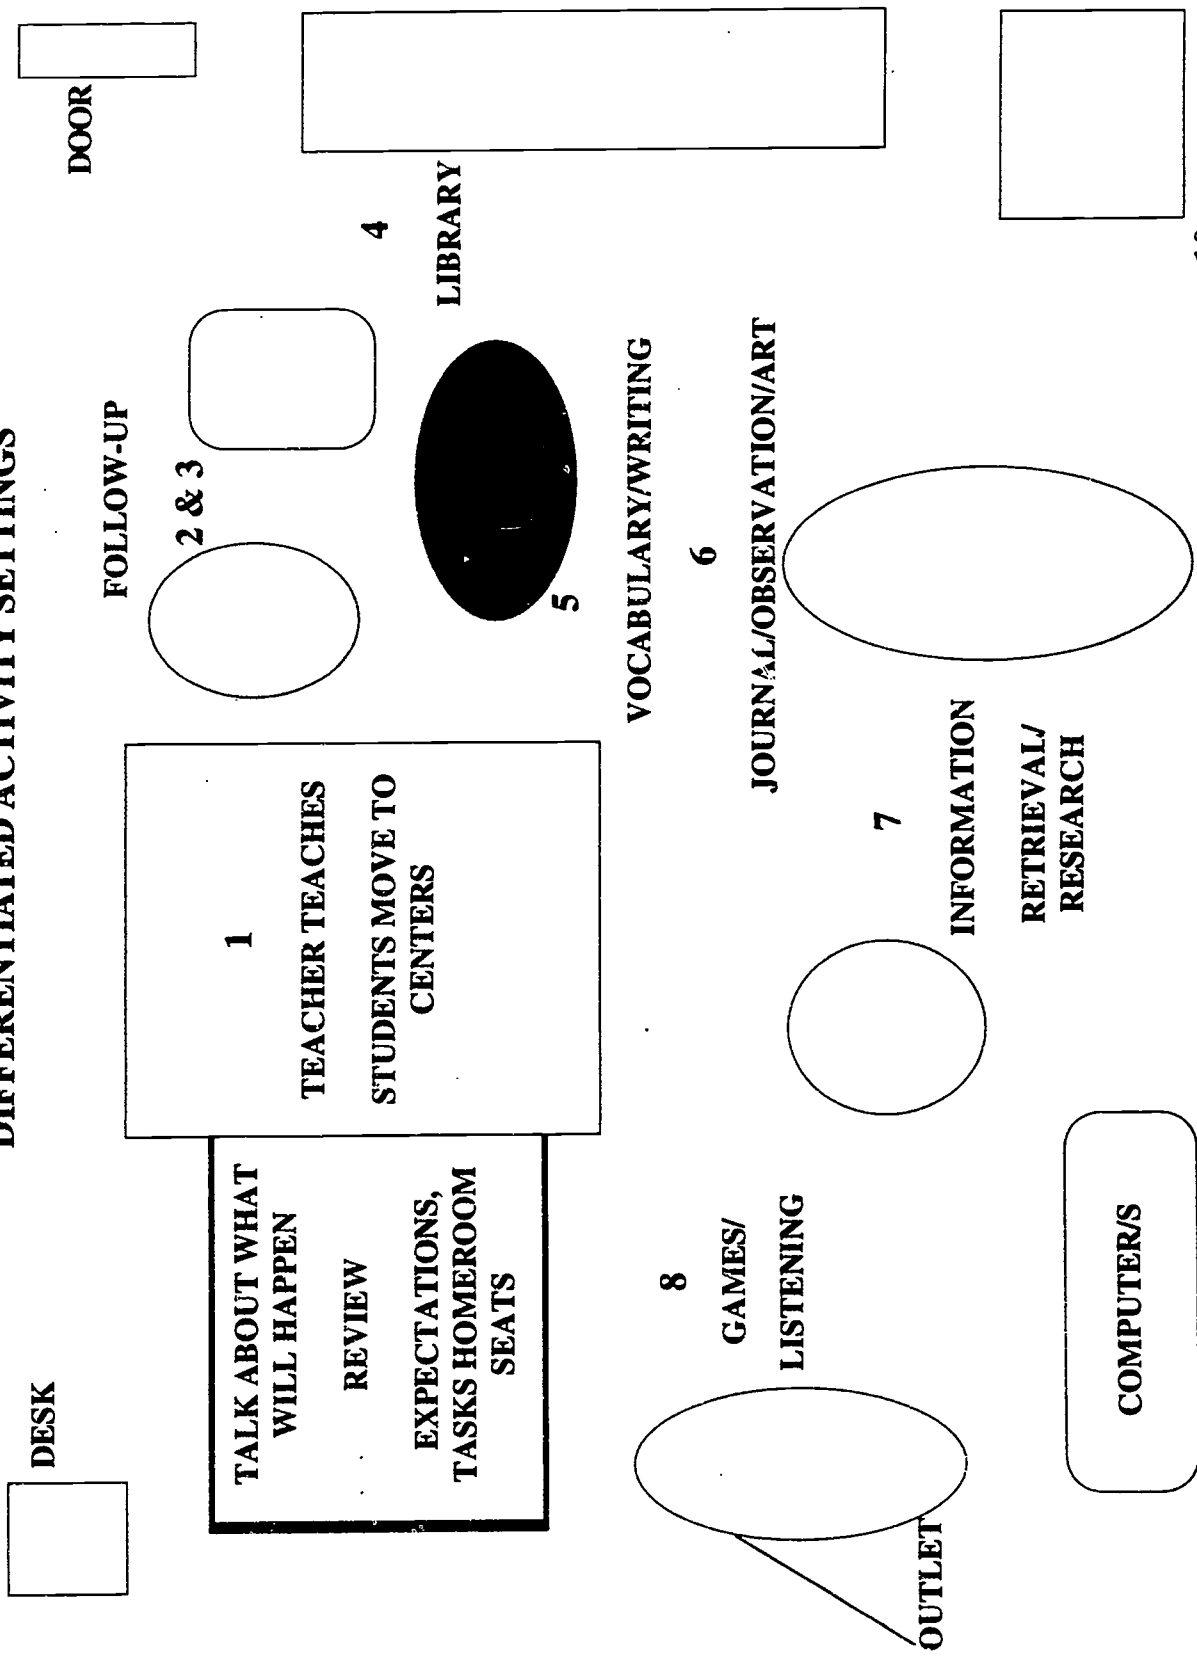 DIFFERENTIATED ACTIVITY SETTINGS
DESK
DOOR
FOLLOW-UP
2 & 3
TALK ABOUT WHAT
WILL HAPPEN
REVIEW
EXPECTATIONS,
TASKS HOMEROOM
SEATS
1
TEACHER TEACHES
STUDENTS MOVE TO
CENTERS
4
LIBRARY
5
VOCABULARY/WRITING
6
JOURNAL/OBSERVATION/ART
7
INFORMATION
RETRIEVAL/
RESEARCH
8
GAMES/
LISTENING
OUTLET
COMPUTER/S